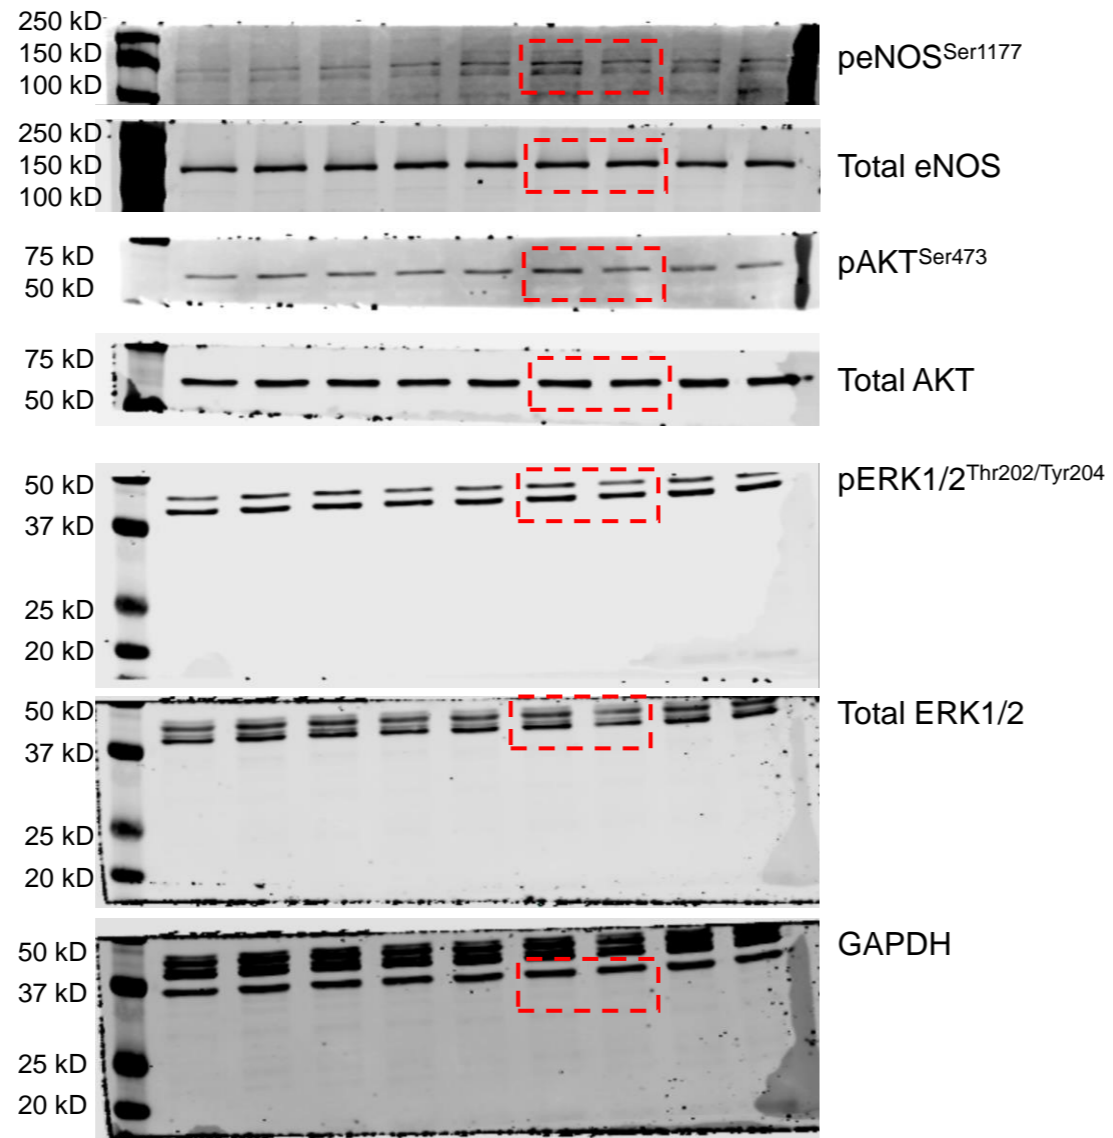 250 kD
150 kD
100 kD
peNOSSer1177
250 kD
150 kD
100 kD
Total eNOS
75 kD
50 kD
pAKTSer473
75 kD
50 kD
Total AKT
50 kD
37 kD
25 kD
20 kD
pERK1/2Thr202/Tyr204
50 kD
37 kD
25 kD
20 kD
Total ERK1/2
50 kD
37 kD
25 kD
20 kD
GAPDH